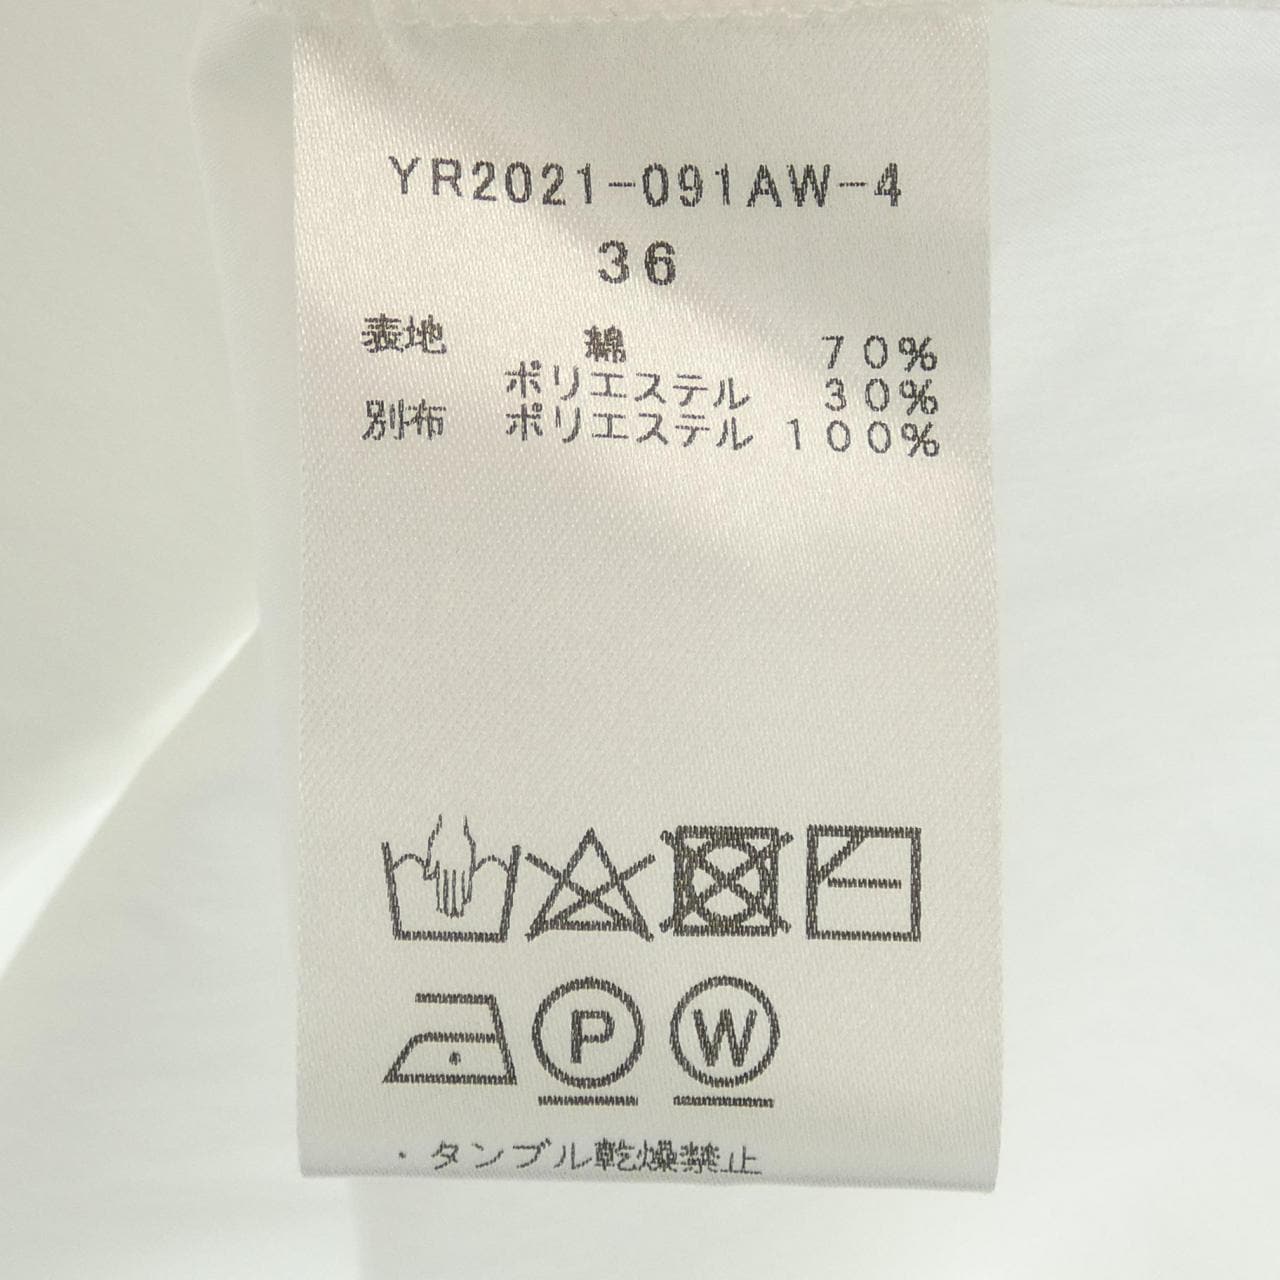 YR2021-091AW-4
36
表地 綿 70%
ポリエステル 30%
別布 ポリエステル 100%
P W
・タンブル乾燥禁止